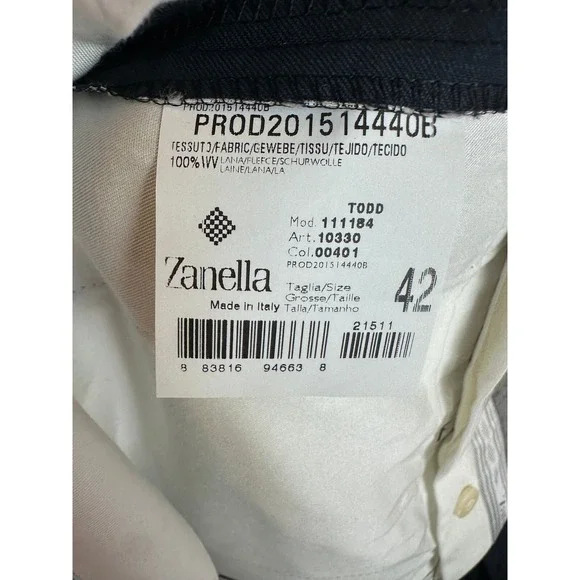 PROD201514440B
PROD201514440B
TESSUTO/FABRIC/GEWEBE/TISSU/TEJIDO/TECIDO
100%WV LANA/FLEECE/SCHURWOLLE
LAINE/LANA/LA
TODD
Mod. 111184
Art. 10330
Col. 00401
PROD201514440B
Zanella
Made in Italy
Taglia/Size
Grosse/Taille
Talla/Tamanho
42
21511
8 83816 94663 8